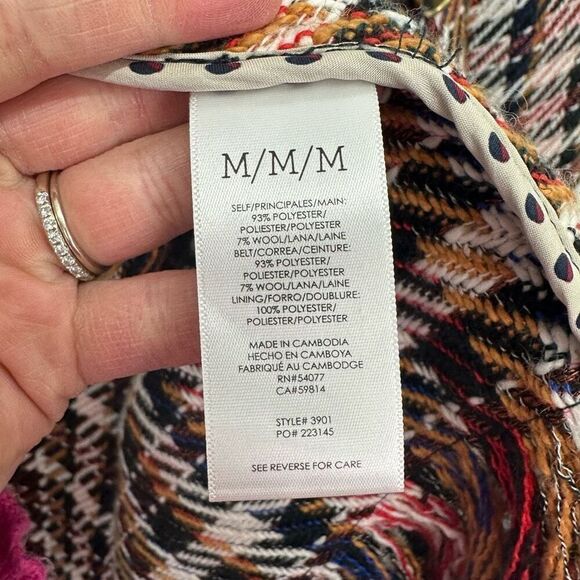 M/M/M
SELF/PRINCIPALES/MAIN:
93% POLYESTER/
POLIESTER/POLYESTER
7% WOOL/LANA/LAINE
BELT/CORREA/CEINTURE:
93% POLYESTER/
POLIESTER/POLYESTER
7% WOOL/LANA/LAINE
LINING/FORRO/DOUBLURE:
100% POLYESTER/
POLIESTER/POLYESTER
MADE IN CAMBODIA
HECHO EN CAMBOYA
FABRIQUÉ AU CAMBODGE
RN#54077
CA#59814
STYLE# 3901
PO# 223145
SEE REVERSE FOR CARE